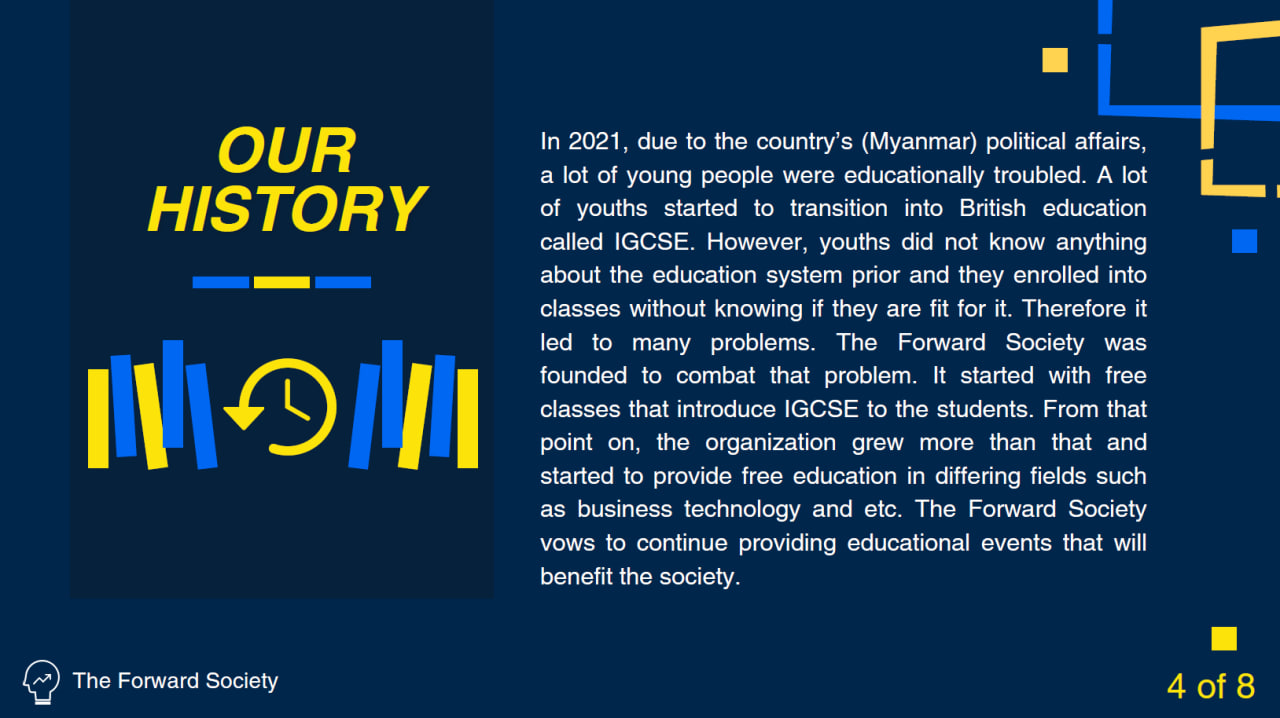 OUR
HISTORY
In 2021, due to the country’s (Myanmar) political affairs,
a lot of young people were educationally troubled. A lot
of youths started to transition into British education
called IGCSE. However, youths did not know anything
about the education system prior and they enrolled into
classes without knowing if they are fit for it. Therefore it
led to many problems. The Forward Society was
founded to combat that problem. It started with free
classes that introduce IGCSE to the students. From that
point on, the organization grew more than that and
started to provide free education in differing fields such
as business technology and etc. The Forward Society
vows to continue providing educational events that will
benefit the society.
The Forward Society
4 of 8